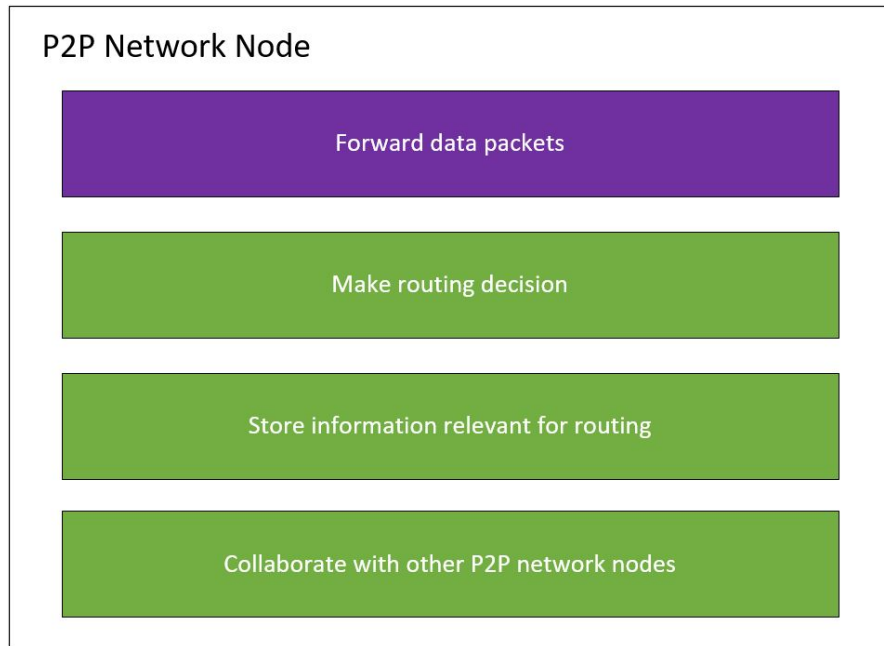 P2P Network Node
Forward data packets
Make routing decision
Store information relevant for routing
Collaborate with other P2P network nodes